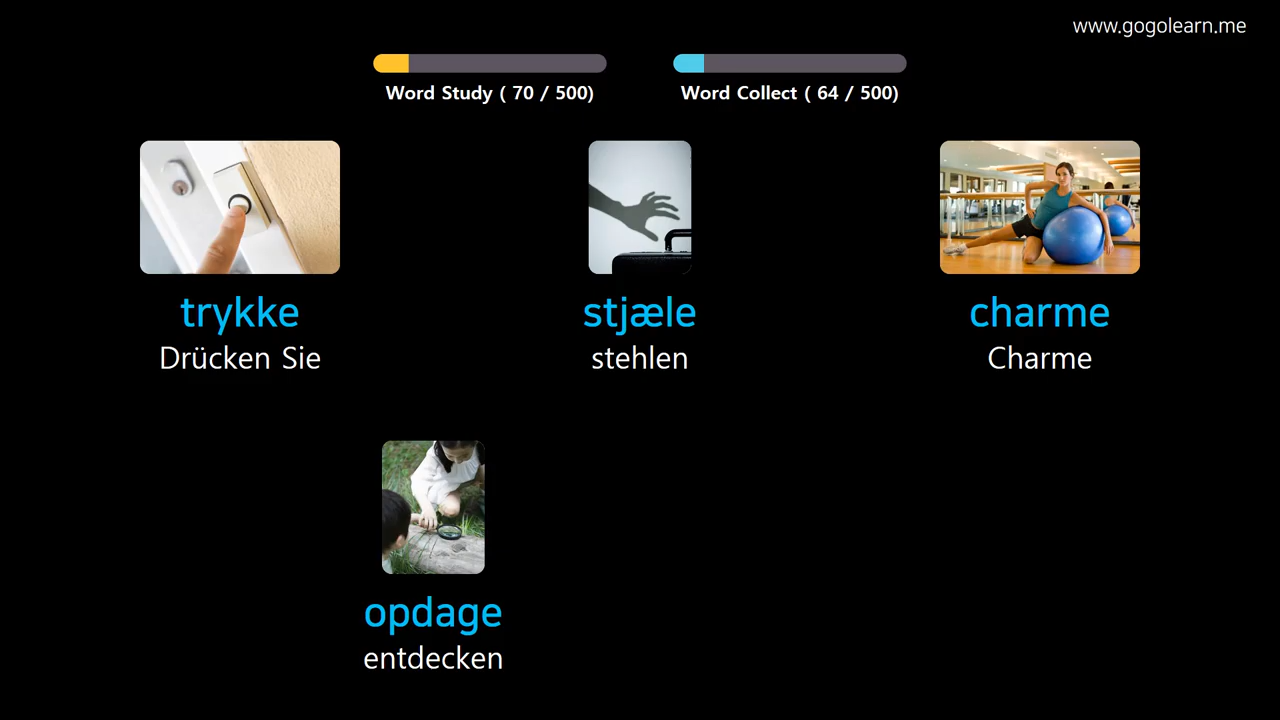 www.gogolearn.me
Word Study ( 70 / 500)
Word Collect ( 64 / 500)
trykke
Drücken Sie
stjæle
stehlen
charme
Charme
opdage
entdecken